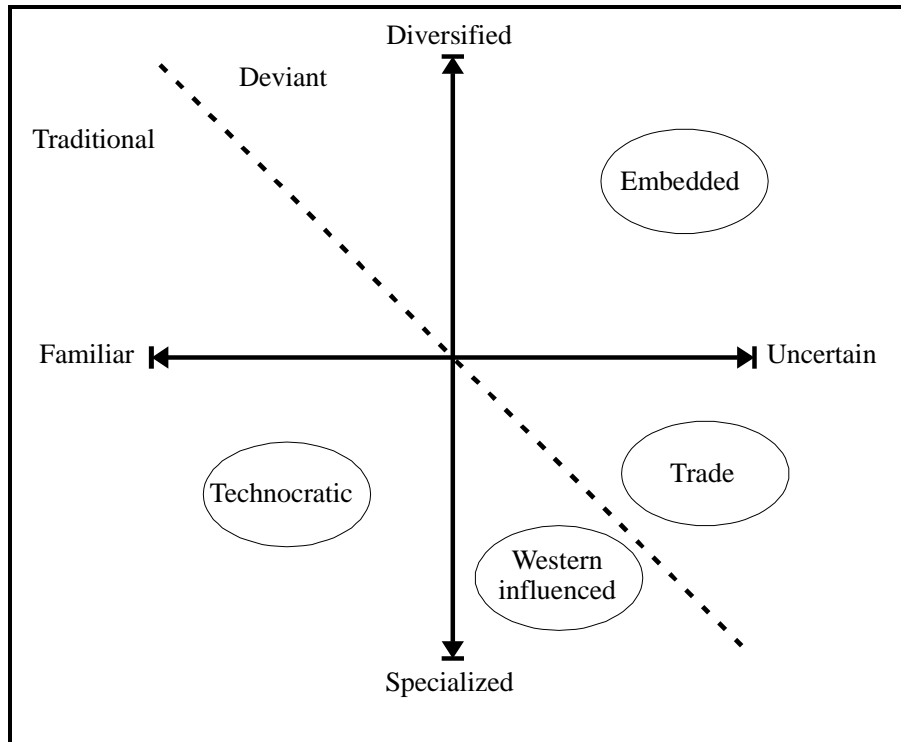 Diversified
Deviant
Traditional
Embedded
Familiar
Uncertain
Trade
Technocratic
Western
influenced
Specialized